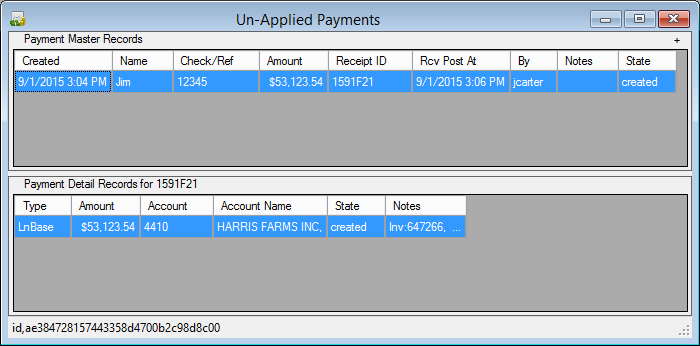 Un-Applied Payments
Payment Master Records +
Created Name Check/Ref Amount Receipt ID Rcv Post At By Notes State
9/1/2015 3:04 PM Jim 12345 $53,123.54 1591F21 9/1/2015 3:06 PM jcarter created
Payment Detail Records for 1591F21
Type Amount Account Account Name State Notes
LnBase $53,123.54 4410 HARRIS FARMS INC, created Inv:647266, ...
id,ae384728157443358d4700b2c98d8c00